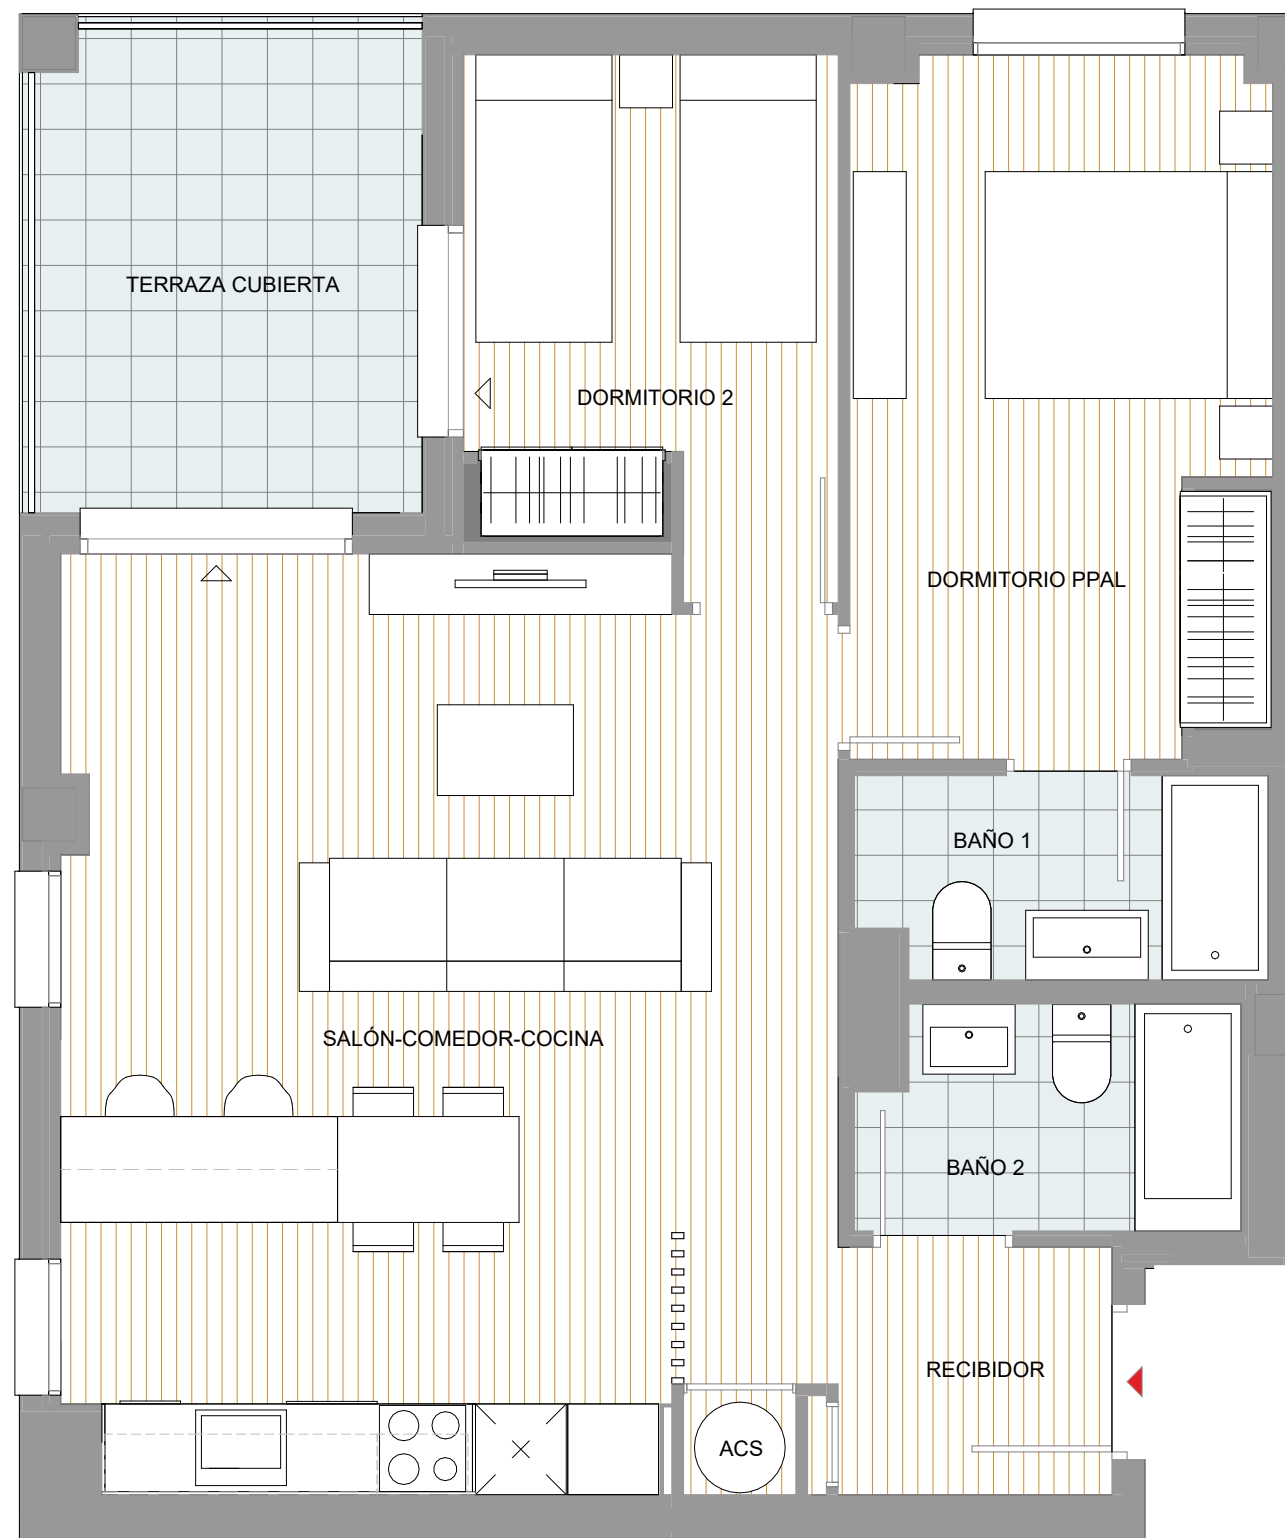 TERRAZA CUBIERTA
DORMITORIO 2
DORMITORIO PPAL
BAÑO 1
SALÓN-COMEDOR-COCINA
BAÑO 2
RECIBIDOR
ACS